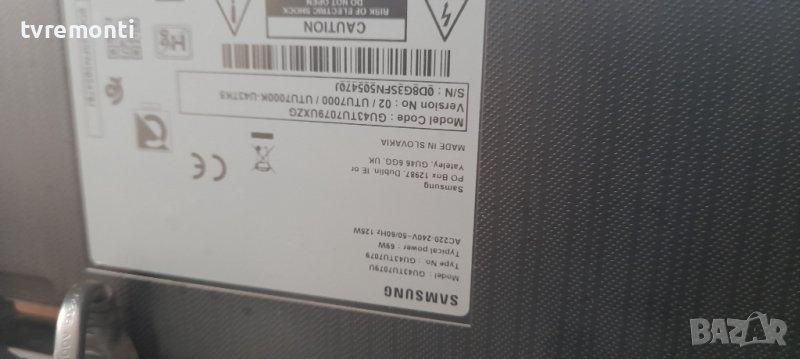 tvremonti
SAMSUNG
Model : GU43TU7079U
Type No. : GU43TU7079
Typical power : 69W
AC220-240V~50/60Hz 125W
Samsung
PO Box 12987. Dublin. IE or
Yateley, GU46 6GG. UK
MADE IN SLOVAKIA
Model Code : GU43TU7079UXZG
Version No : 02 / UTU7000 / UTU7000K-U43TKS
S/N : 0D8G3SFN505470J
CAUTION
RISK OF ELECTRIC SHOCK
DO NOT OPEN
BAZAR